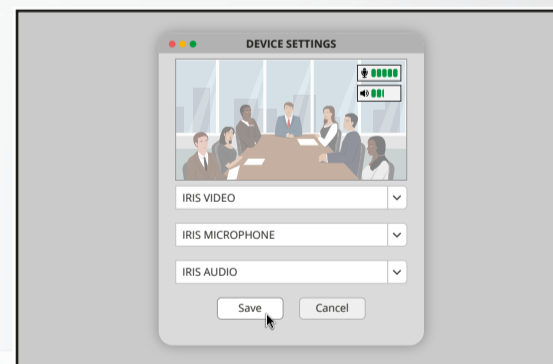 DEVICE SETTINGS
IRIS VIDEO
IRIS MICROPHONE
IRIS AUDIO
Save
Cancel